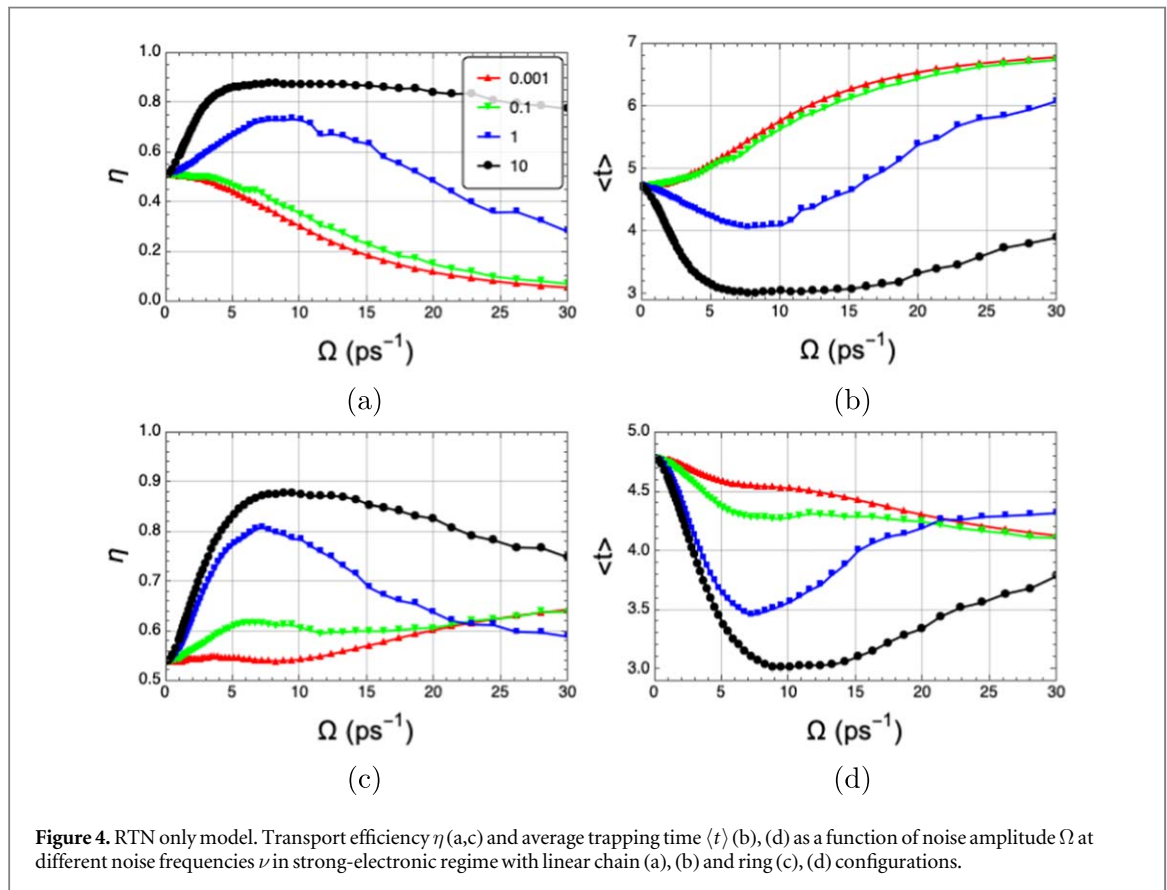 1.0
0.8
0.6
0.4
0.2
0.0
η
0.001
0.1
1
10
0 5 10 15 20 25 30
Ω (ps⁻¹)
(a)
7
6
5
4
3
<t>
0 5 10 15 20 25 30
Ω (ps⁻¹)
(b)
1.0
0.9
0.8
0.7
0.6
0.5
η
0 5 10 15 20 25 30
Ω (ps⁻¹)
(c)
5.0
4.5
4.0
3.5
3.0
<t>
0 5 10 15 20 25 30
Ω (ps⁻¹)
(d)
Figure 4. RTN only model. Transport efficiency η (a,c) and average trapping time ⟨t⟩ (b), (d) as a function of noise amplitude Ω at
different noise frequencies ν in strong-electronic regime with linear chain (a), (b) and ring (c), (d) configurations.